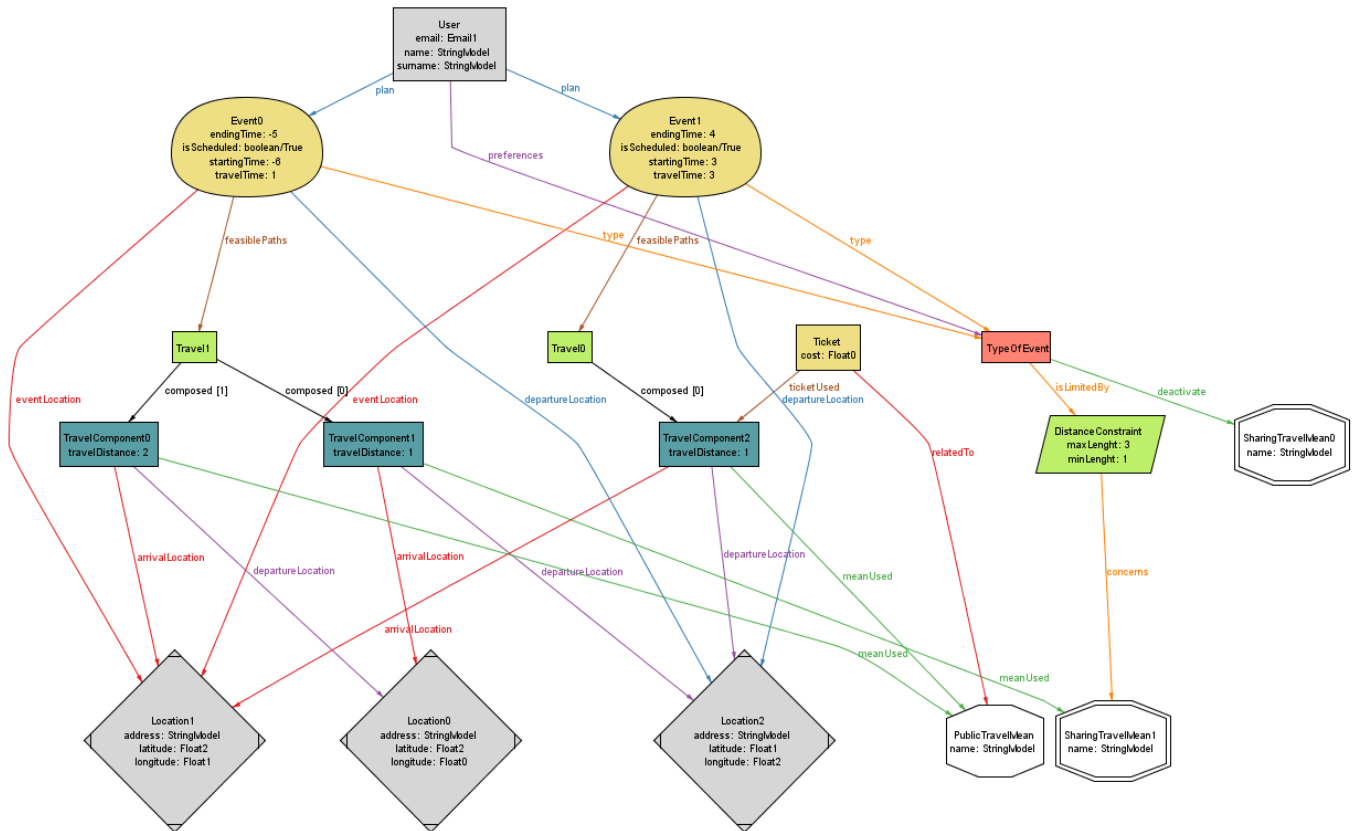 User
email: Email1
name: StringModel
surname: StringModel
plan
plan
Event0
endingTime: -5
isScheduled: boolean/True
startingTime: -6
travelTime: 1
Event1
endingTime: 4
isScheduled: boolean/True
startingTime: 3
travelTime: 3
preferences
feasiblePaths
type
feasiblePaths
type
Travel1
Travel0
Ticket
cost: Float0
TypeOfEvent
composed [1]
composed [0]
composed [0]
ticketUsed
isLimitedBy
deactivate
eventLocation
eventLocation
departureLocation
departureLocation
TravelComponent0
travelDistance: 2
TravelComponent1
travelDistance: 1
TravelComponent2
travelDistance: 1
relatedTo
DistanceConstraint
maxLenght: 3
minLenght: 1
SharingTravelMean0
name: StringModel
arrivalLocation
departureLocation
arrivalLocation
departureLocation
departureLocation
meanUsed
concerns
arrivalLocation
meanUsed
meanUsed
Location1
address: StringModel
latitude: Float2
longitude: Float1
Location0
address: StringModel
latitude: Float2
longitude: Float0
Location2
address: StringModel
latitude: Float1
longitude: Float2
PublicTravelMean
name: StringModel
SharingTravelMean1
name: StringModel